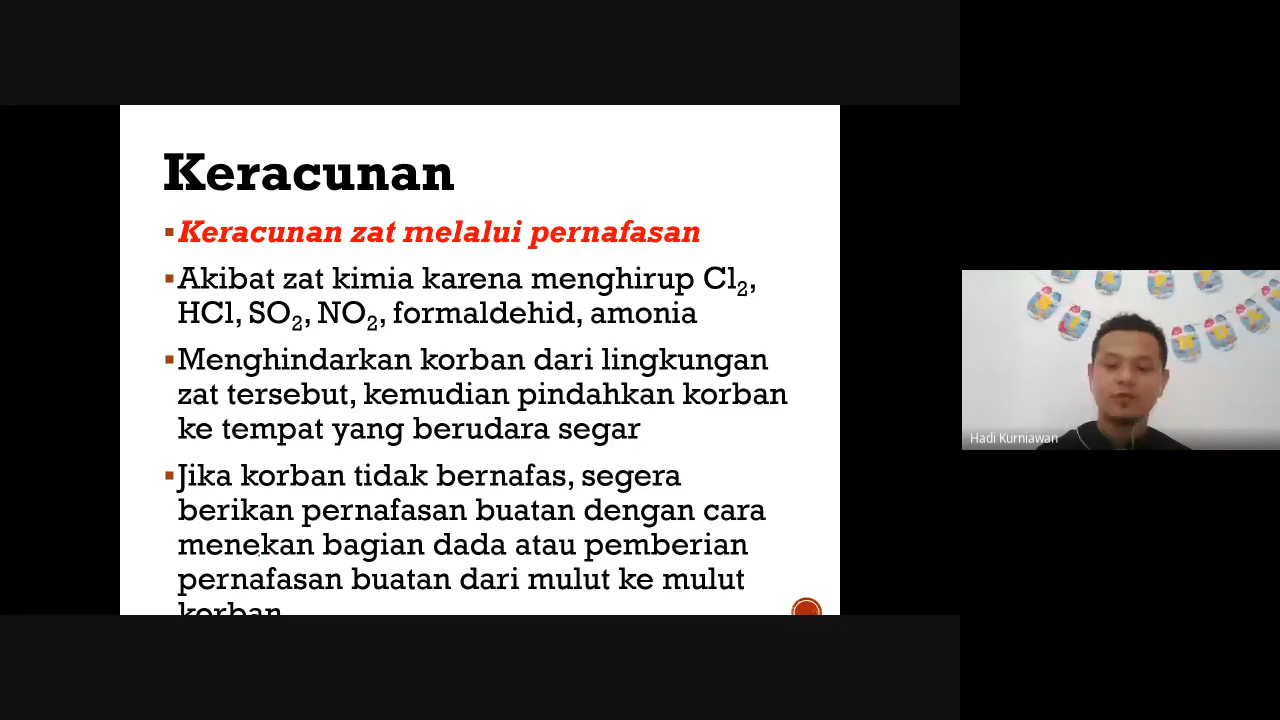 Keracunan
▪Keracunan zat melalui pernafasan
▪Akibat zat kimia karena menghirup Cl₂,
HCl, SO₂, NO₂, formaldehid, amonia
▪Menghindarkan korban dari lingkungan
zat tersebut, kemudian pindahkan korban
ke tempat yang berudara segar
▪Jika korban tidak bernafas, segera
berikan pernafasan buatan dengan cara
menekan bagian dada atau pemberian
pernafasan buatan dari mulut ke mulut
korban
Hadi Kurniawan